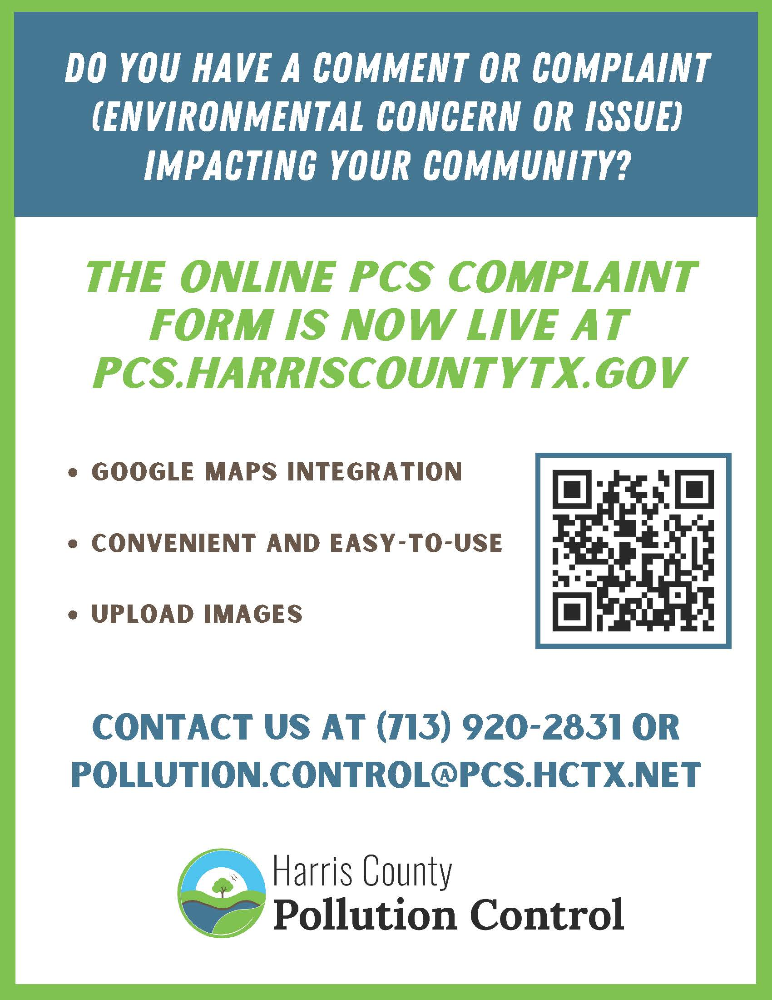 DO YOU HAVE A COMMENT OR COMPLAINT
(ENVIRONMENTAL CONCERN OR ISSUE)
IMPACTING YOUR COMMUNITY?
THE ONLINE PCS COMPLAINT
FORM IS NOW LIVE AT
PCS.HARRISCOUNTYTX.GOV
• GOOGLE MAPS INTEGRATION
• CONVENIENT AND EASY-TO-USE
• UPLOAD IMAGES
CONTACT US AT (713) 920-2831 OR
POLLUTION.CONTROL@PCS.HCTX.NET
Harris County
Pollution Control